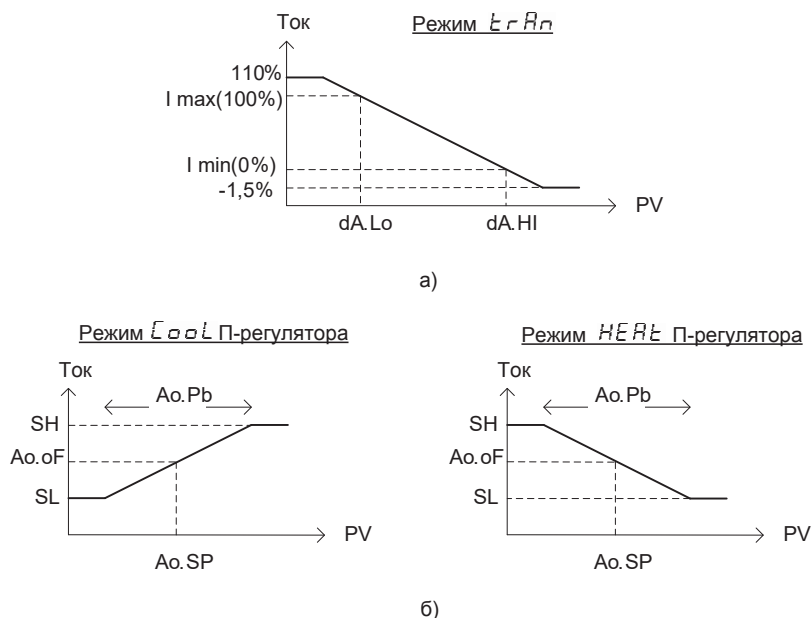 Ток
Режим trAn
110%
I max(100%)
I min(0%)
-1,5%
PV
dA.Lo
dA.HI
а)
Режим CooL П-регулятора
Ток
Ao.Pb
SH
Ao.oF
SL
PV
Ao.SP
Режим HEAt П-регулятора
Ток
Ao.Pb
SH
Ao.oF
SL
PV
Ao.SP
б)